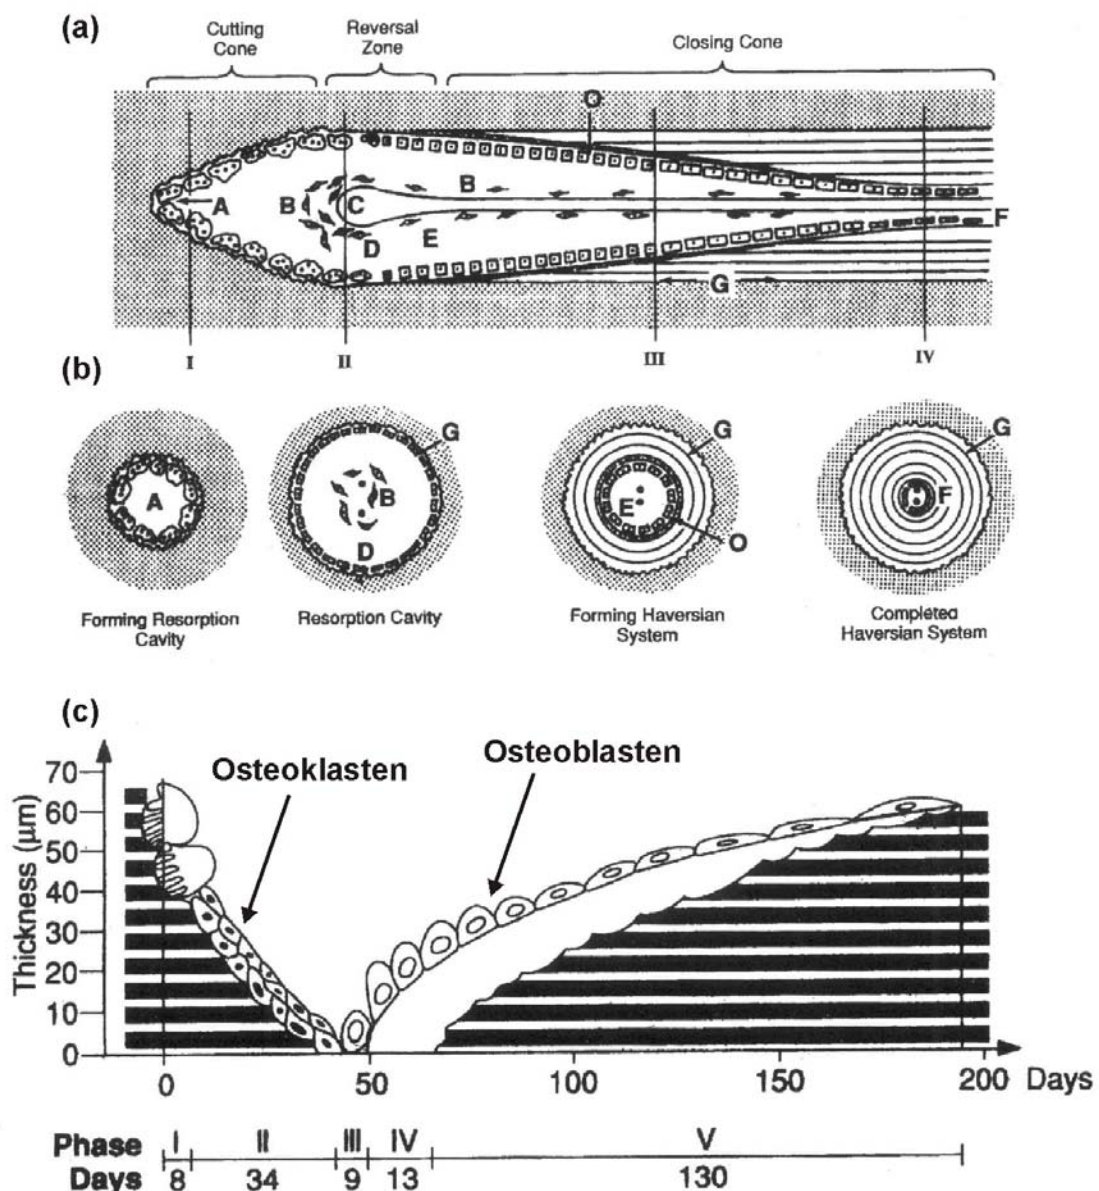 (a)
Cutting
Cone
Reversal
Zone
Closing Cone
O
A
B
C
B
D
E
F
G
I
II
III
IV
(b)
A
G
B
D
G
E
O
G
F
Forming Resorption
Cavity
Resorption Cavity
Forming Haversian
System
Completed
Haversian System
(c)
Osteoklasten
Osteoblasten
Thickness (µm)
70
60
50
40
30
20
10
0
0 50 100 150 200 Days
Phase I II III IV V
Days 8 34 9 13 130